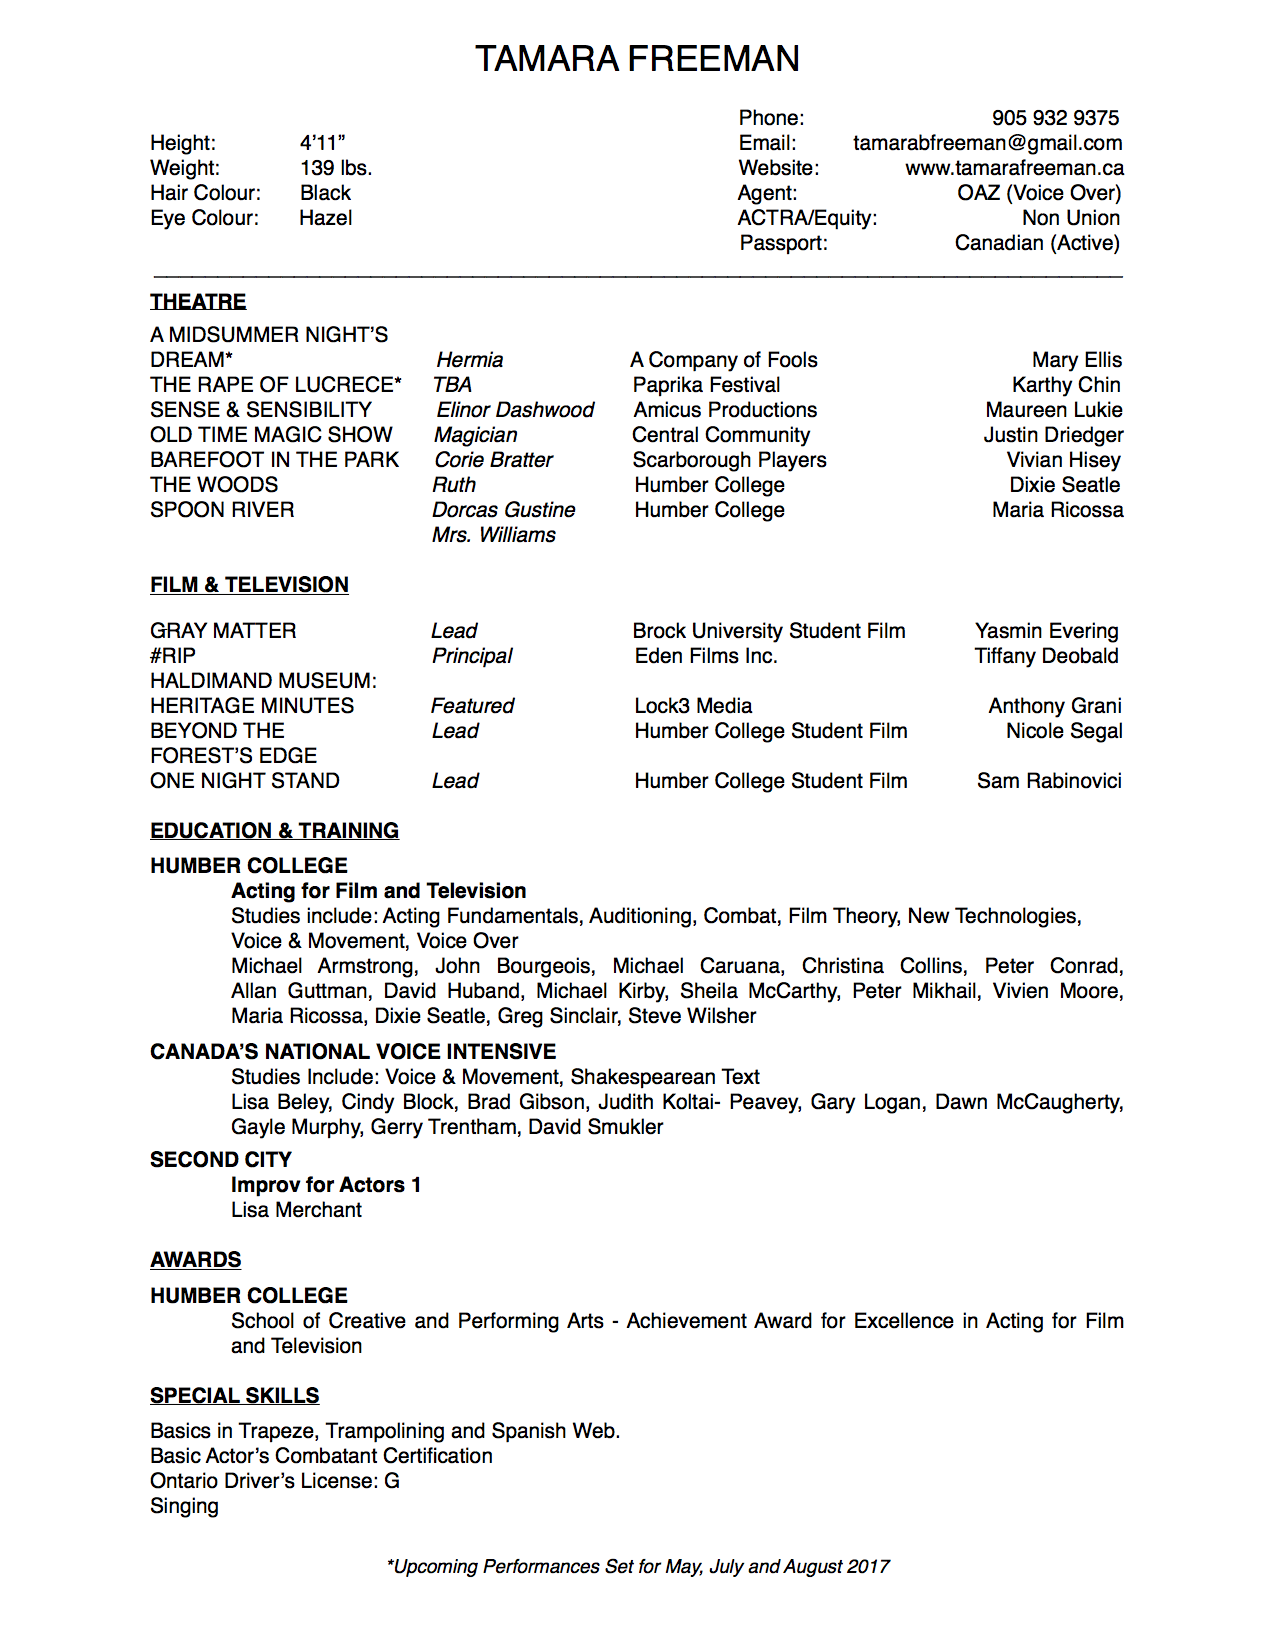 TAMARA FREEMAN
Phone: 905 932 9375
Height: 4’11” Email: tamarabfreeman@gmail.com
Weight: 139 lbs. Website: www.tamarafreeman.ca
Hair Colour: Black Agent: OAZ (Voice Over)
Eye Colour: Hazel ACTRA/Equity: Non Union
Passport: Canadian (Active)
THEATRE
A MIDSUMMER NIGHT’S
DREAM* Hermia A Company of Fools Mary Ellis
THE RAPE OF LUCRECE* TBA Paprika Festival Karthy Chin
SENSE & SENSIBILITY Elinor Dashwood Amicus Productions Maureen Lukie
OLD TIME MAGIC SHOW Magician Central Community Justin Driedger
BAREFOOT IN THE PARK Corie Bratter Scarborough Players Vivian Hisey
THE WOODS Ruth Humber College Dixie Seatle
SPOON RIVER Dorcas Gustine Humber College Maria Ricossa
Mrs. Williams
FILM & TELEVISION
GRAY MATTER Lead Brock University Student Film Yasmin Evering
#RIP Principal Eden Films Inc. Tiffany Deobald
HALDIMAND MUSEUM:
HERITAGE MINUTES Featured Lock3 Media Anthony Grani
BEYOND THE Lead Humber College Student Film Nicole Segal
FOREST’S EDGE
ONE NIGHT STAND Lead Humber College Student Film Sam Rabinovici
EDUCATION & TRAINING
HUMBER COLLEGE
Acting for Film and Television
Studies include: Acting Fundamentals, Auditioning, Combat, Film Theory, New Technologies,
Voice & Movement, Voice Over
Michael Armstrong, John Bourgeois, Michael Caruana, Christina Collins, Peter Conrad,
Allan Guttman, David Huband, Michael Kirby, Sheila McCarthy, Peter Mikhail, Vivien Moore,
Maria Ricossa, Dixie Seatle, Greg Sinclair, Steve Wilsher
CANADA’S NATIONAL VOICE INTENSIVE
Studies Include: Voice & Movement, Shakespearean Text
Lisa Beley, Cindy Block, Brad Gibson, Judith Koltai- Peavey, Gary Logan, Dawn McCaugherty,
Gayle Murphy, Gerry Trentham, David Smukler
SECOND CITY
Improv for Actors 1
Lisa Merchant
AWARDS
HUMBER COLLEGE
School of Creative and Performing Arts - Achievement Award for Excellence in Acting for Film
and Television
SPECIAL SKILLS
Basics in Trapeze, Trampolining and Spanish Web.
Basic Actor’s Combatant Certification
Ontario Driver’s License: G
Singing
*Upcoming Performances Set for May, July and August 2017